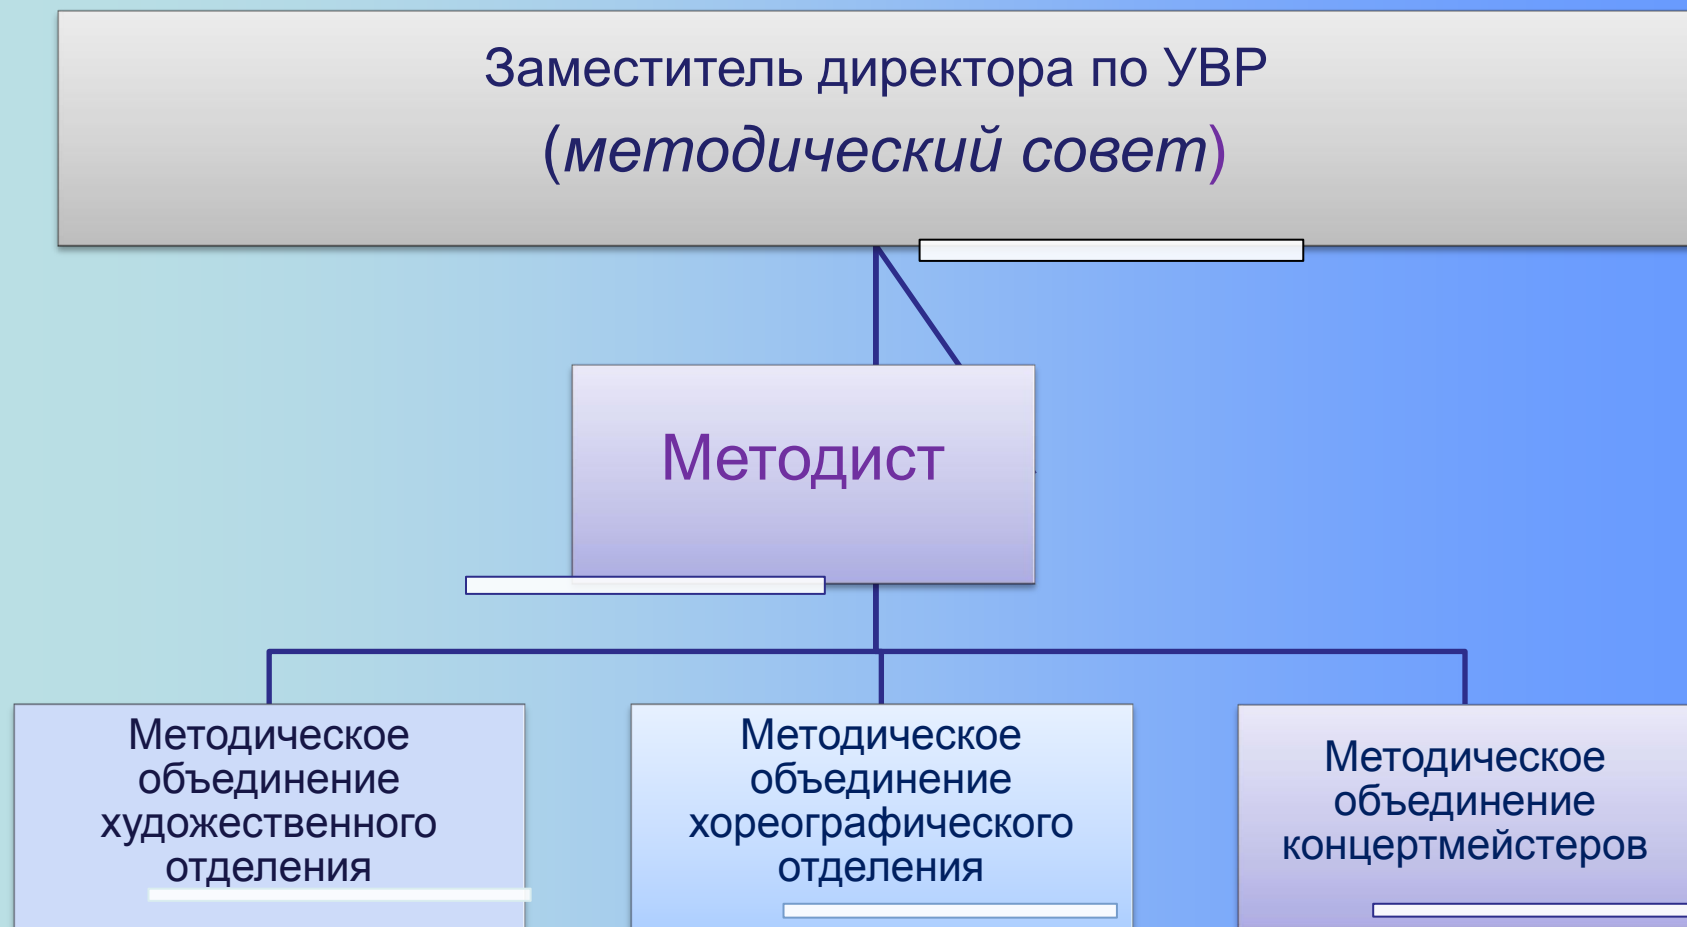 Заместитель директора по УВР
(методический совет)
Методист
Методическое
объединение
художественного
отделения
Методическое
объединение
хореографического
отделения
Методическое
объединение
концертмейстеров